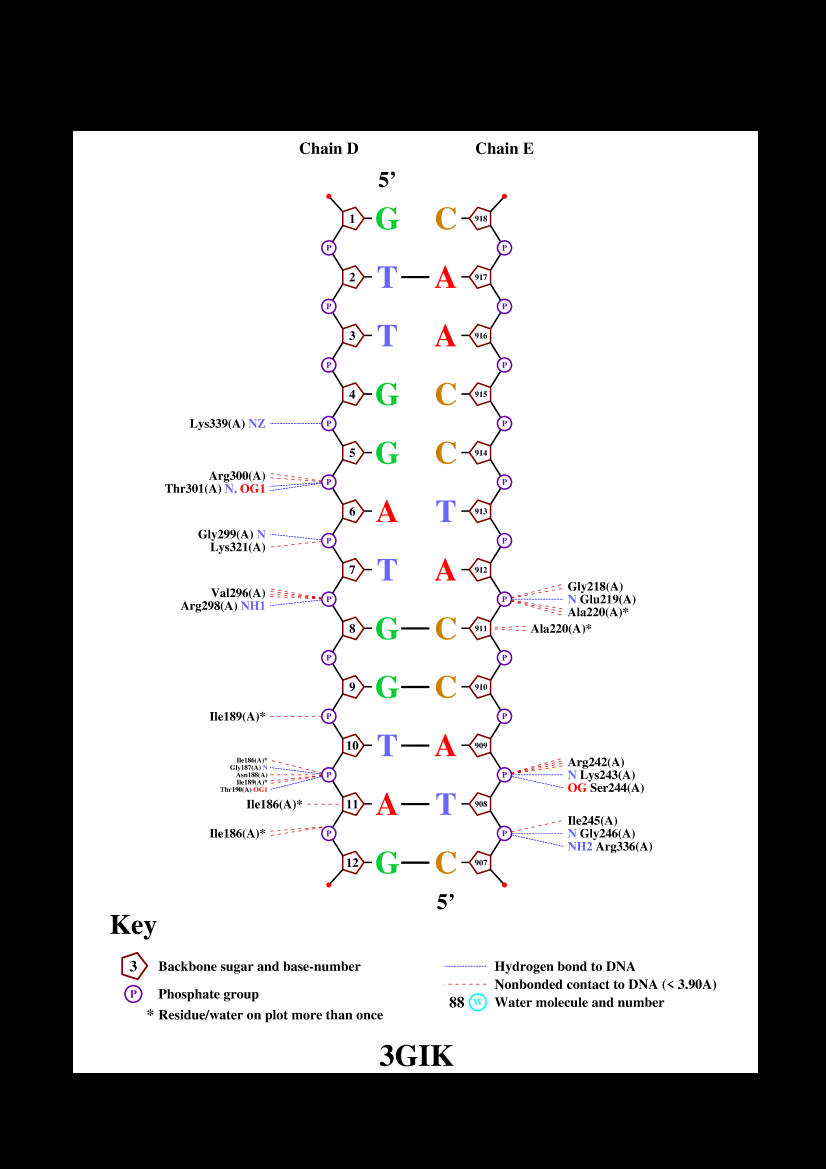 Chain D Chain E
5’
1 G C 918
P P
2 T A 917
P P
3 T A 916
P P
4 G C 915
Lys339(A) NZ P P
5 G C 914
Arg300(A)
Thr301(A) N, OG1 P P
6 A T 913
Gly299(A) N P P
Lys321(A)
7 T A 912
Val296(A) P P Gly218(A)
Arg298(A) NH1 N Glu219(A)
Ala220(A)*
8 G C 911 Ala220(A)*
P P
9 G C 910
Ile189(A)* P P
10 T A 909
Ile186(A)*
Gly187(A) N
Asn188(A)
Ile189(A)*
Thr190(A) OG1
P P
Arg242(A)
N Lys243(A)
OG Ser244(A)
Ile186(A)* 11 A T 908
Ile186(A)* P P
Ile245(A)
N Gly246(A)
NH2 Arg336(A)
12 G C 907
5’
Key
3 Backbone sugar and base-number
P Phosphate group
* Residue/water on plot more than once
Hydrogen bond to DNA
Nonbonded contact to DNA (< 3.90A)
88 W Water molecule and number
3GIK